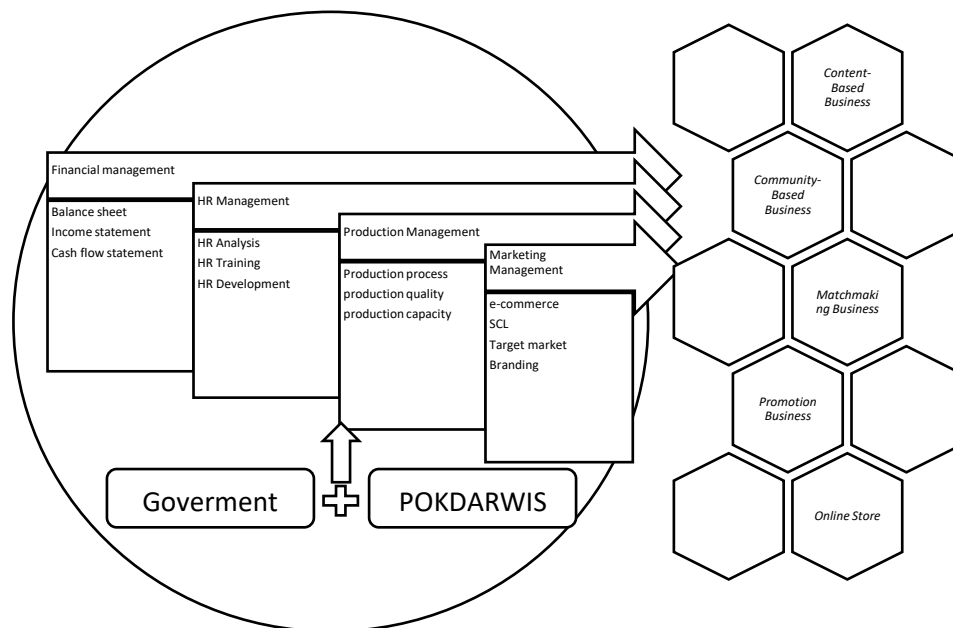 Financial management
Balance sheet
Income statement
Cash flow statement
HR Management
HR Analysis
HR Training
HR Development
Production Management
Production process
production quality
production capacity
Marketing
Management
e-commerce
SCL
Target market
Branding
Goverment
POKDARWIS
Content-
Based
Business
Community-
Based
Business
Matchmaki
ng Business
Promotion
Business
Online Store